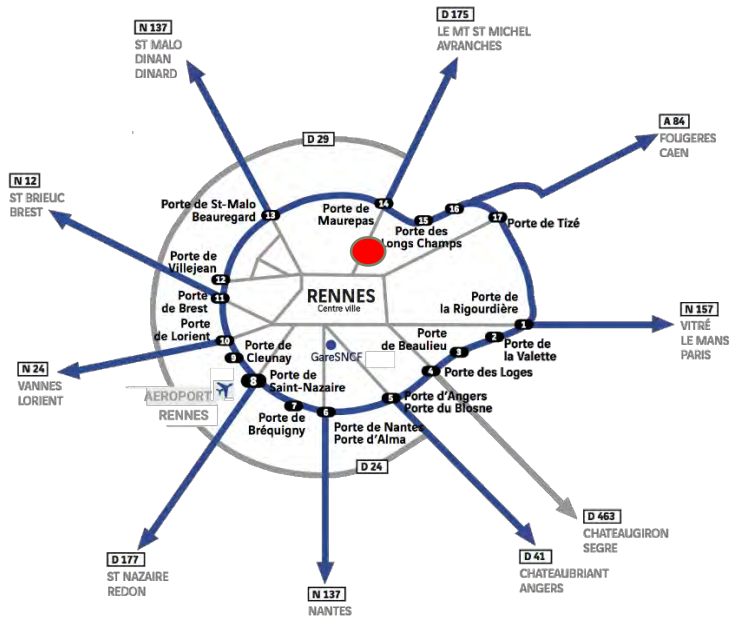 N 137
ST MALO
DINAN
DINARD
D 175
LE MT ST MICHEL
AVRANCHES
A 84
FOUGERES
CAEN
D 29
N 12
ST BRIEUC
BREST
Porte de St-Malo
Beauregard
13
Porte de
Maurepas
14
15
16
17
Porte des
Longs Champs
Porte de Tizé
Porte de
Villejean
12
11
Porte
de Brest
RENNES
Centre ville
Porte de
la Rigourdière
1
N 157
VITRÉ
LE MANS
PARIS
Porte
de Lorient
10
9
Porte de
Cleunay
GareSNCF
Porte
de Beaulieu
3
2
Porte de
la Valette
N 24
VANNES
LORIENT
AEROPORT
RENNES
8
Porte de
Saint-Nazaire
4
Porte des Loges
7
Porte de
Bréquigny
6
Porte de Nantes
Porte d'Alma
5
Porte d'Angers
Porte du Blosne
D 24
D 463
CHATEAUGIRON
SEGRE
D 177
ST NAZAIRE
REDON
D 41
CHATEAUBRIANT
ANGERS
N 137
NANTES